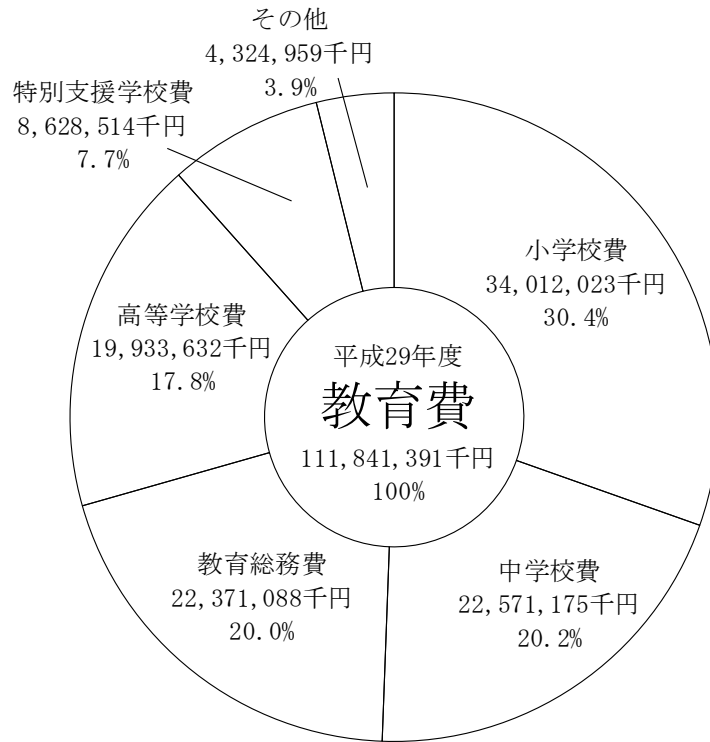 その他
4,324,959千円
3.9%
特別支援学校費
8,628,514千円
7.7%
小学校費
34,012,023千円
30.4%
高等学校費
19,933,632千円
17.8%
平成29年度
教育費
111,841,391千円
100%
教育総務費
22,371,088千円
20.0%
中学校費
22,571,175千円
20.2%